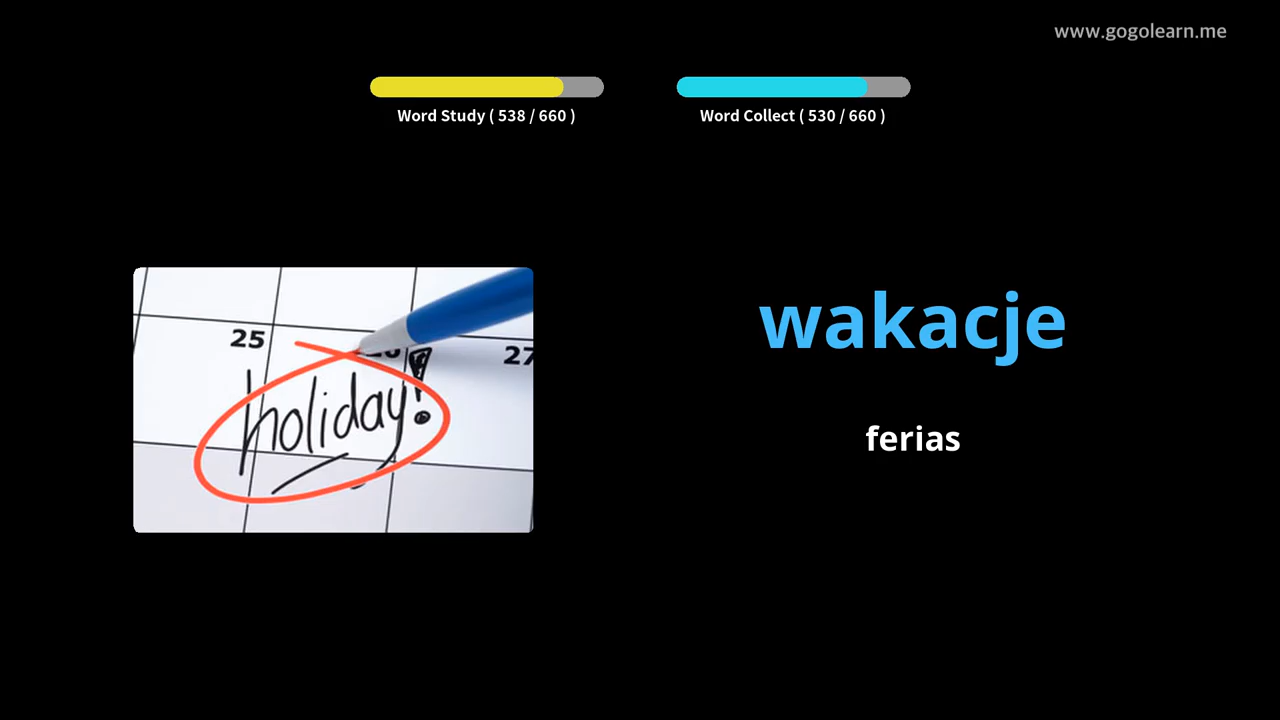 www.gogolearn.me
Word Study ( 538 / 660 )
Word Collect ( 530 / 660 )
25
27
holiday!
wakacje
ferias